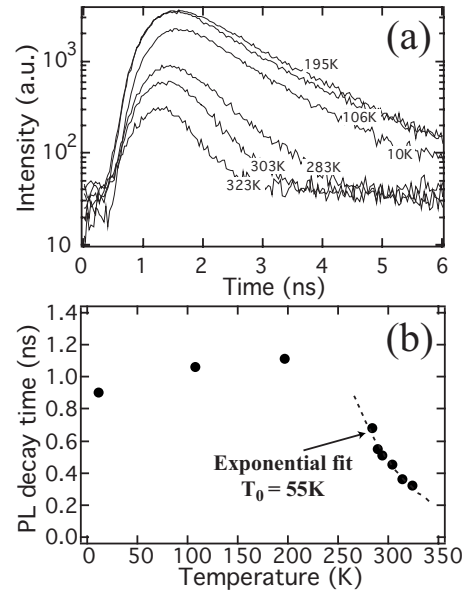 (a)
Intensity (a.u.)
10³
10²
10
195K
106K
10K
283K
303K
323K
0 1 2 3 4 5 6
Time (ns)
(b)
PL decay time (ns)
1.4
1.2
1.0
0.8
0.6
0.4
0.2
0.0
Exponential fit
T₀ = 55K
0 50 100 150 200 250 300 350
Temperature (K)